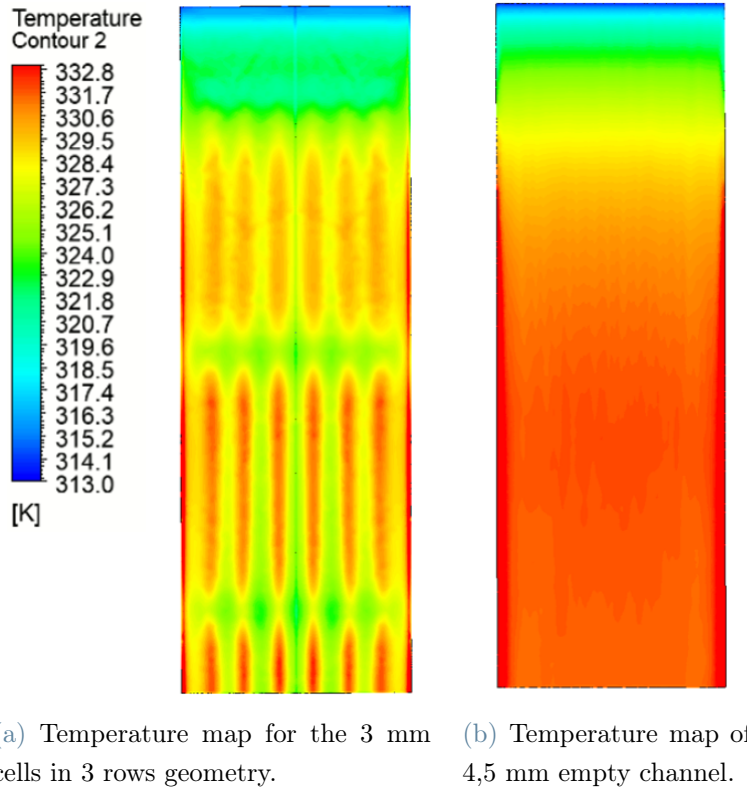 Temperature
Contour 2
332.8
331.7
330.6
329.5
328.4
327.3
326.2
325.1
324.0
322.9
321.8
320.7
319.6
318.5
317.4
316.3
315.2
314.1
313.0
[K]
a) Temperature map for the 3 mm
cells in 3 rows geometry.
(b) Temperature map of
4,5 mm empty channel.